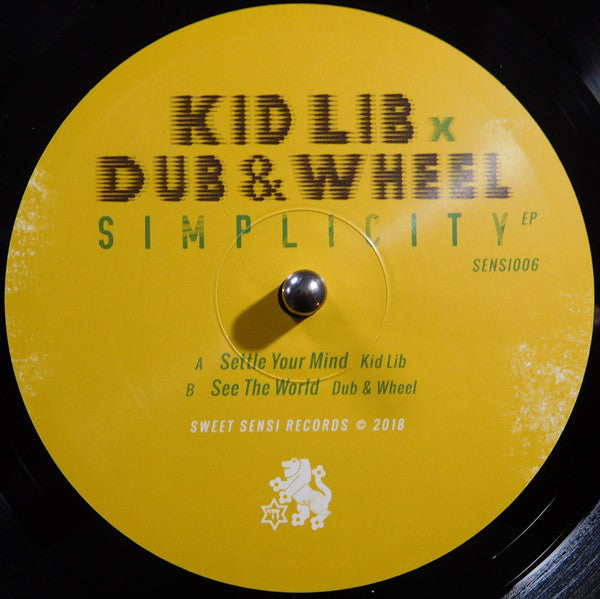 KID LIB x
DUB & WHEEL
SIMPLICITY EP
SENSI006
A Settle Your Mind Kid Lib
B See The World Dub & Wheel
SWEET SENSI RECORDS © 2018